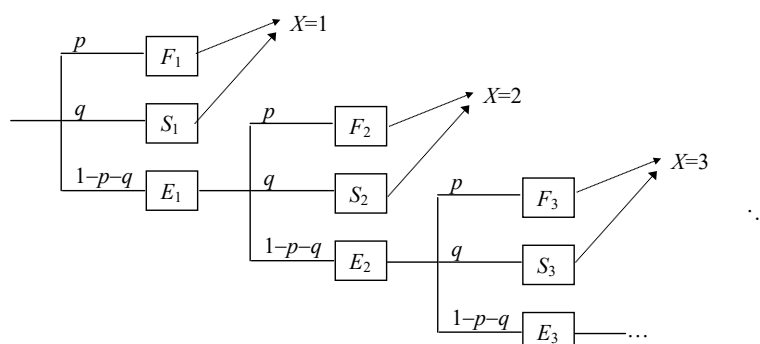 X=1
p
F₁
q
S₁
X=2
p
F₂
1–p–q
E₁
q
S₂
X=3
p
F₃
1–p–q
E₂
q
S₃
1–p–q
E₃
…
⋱